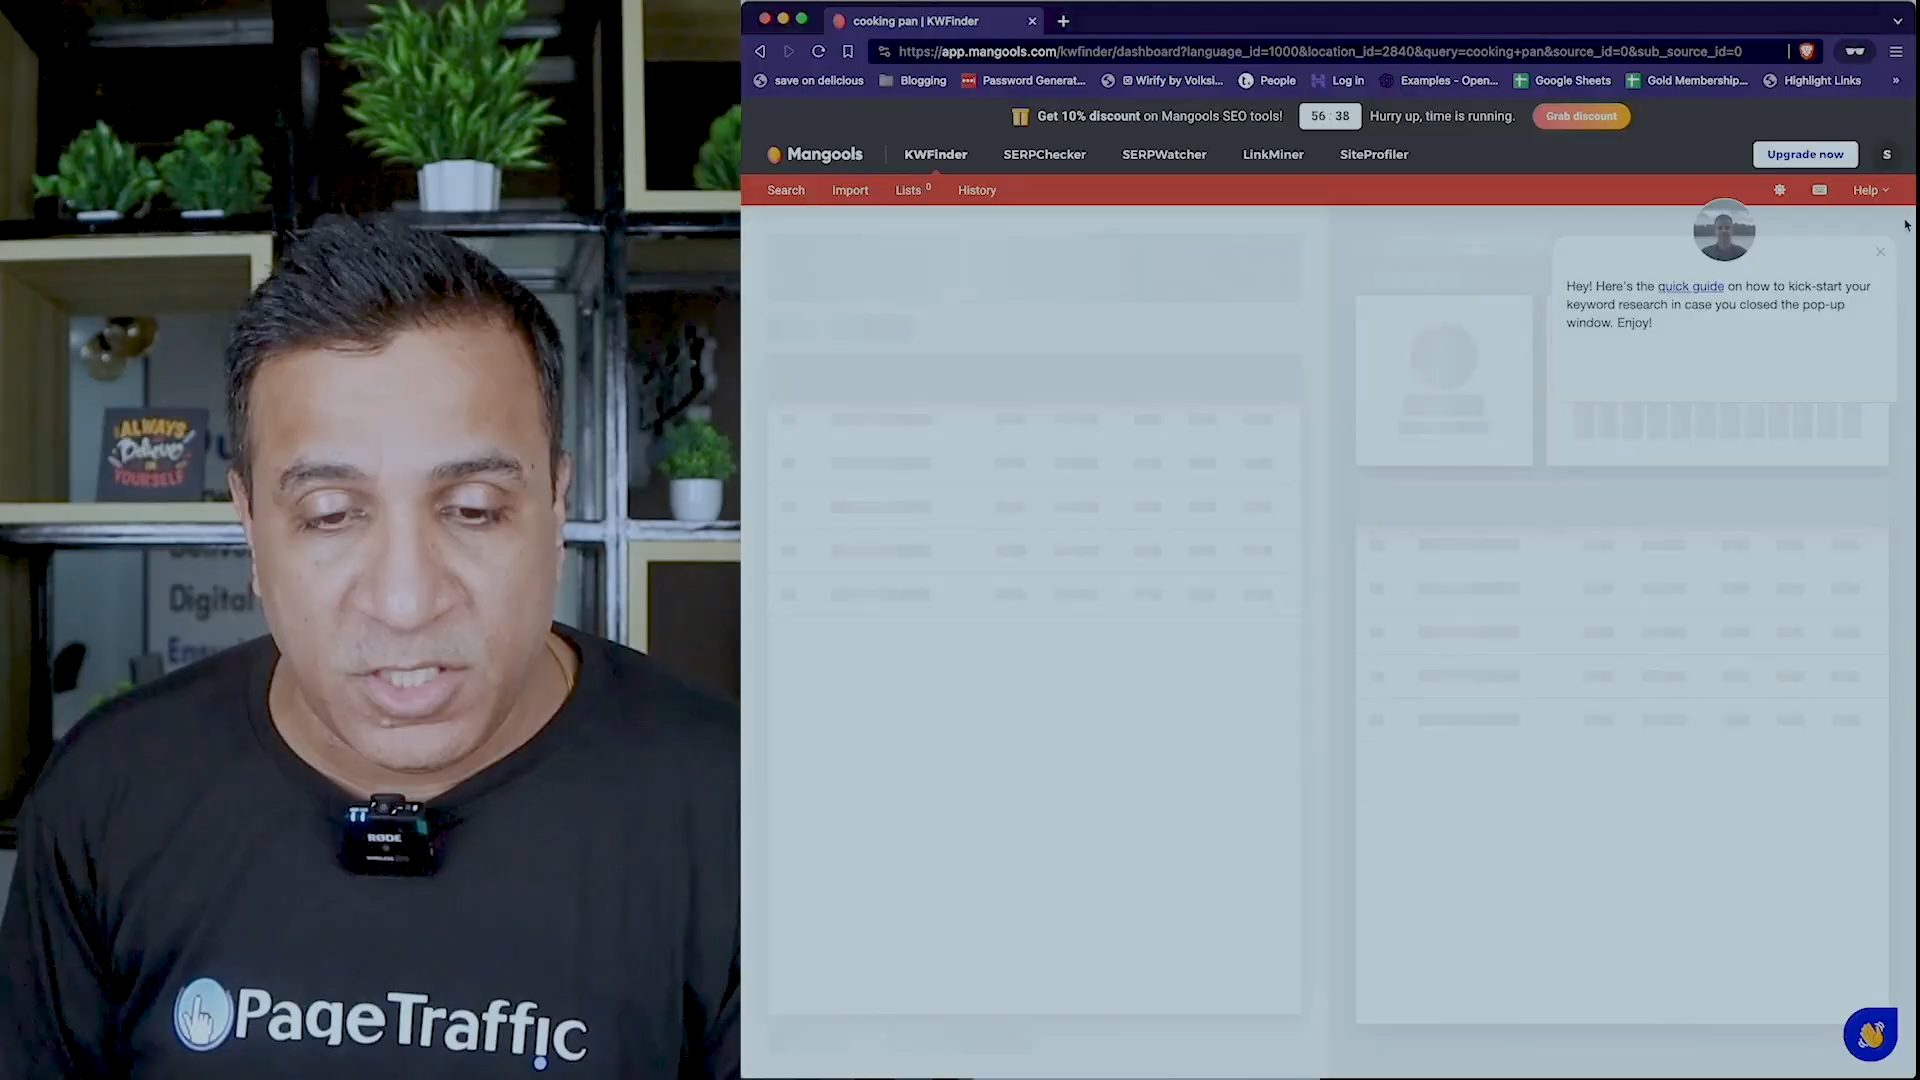 cooking pan | KWFinder
https://app.mangools.com/kwfinder/dashboard?language_id=1000&location_id=2840&query=cooking+pan&source_id=0&sub_source_id=0
save on delicious
Blogging
Password Generat...
Wirify by Volksi...
People
Log in
Examples - Open...
Google Sheets
Gold Membership...
Highlight Links
»
Get 10% discount on Mangools SEO tools!
56 : 38
Hurry up, time is running.
Grab discount
Mangools
KWFinder
SERPChecker
SERPWatcher
LinkMiner
SiteProfiler
Upgrade now
S
Search
Import
Lists 0
History
Help
Hey! Here's the quick guide on how to kick-start your
keyword research in case you closed the pop-up
window. Enjoy!
ALWAYS
Believe
IN
YOURSELF
Digital
RØDE
PageTraffic